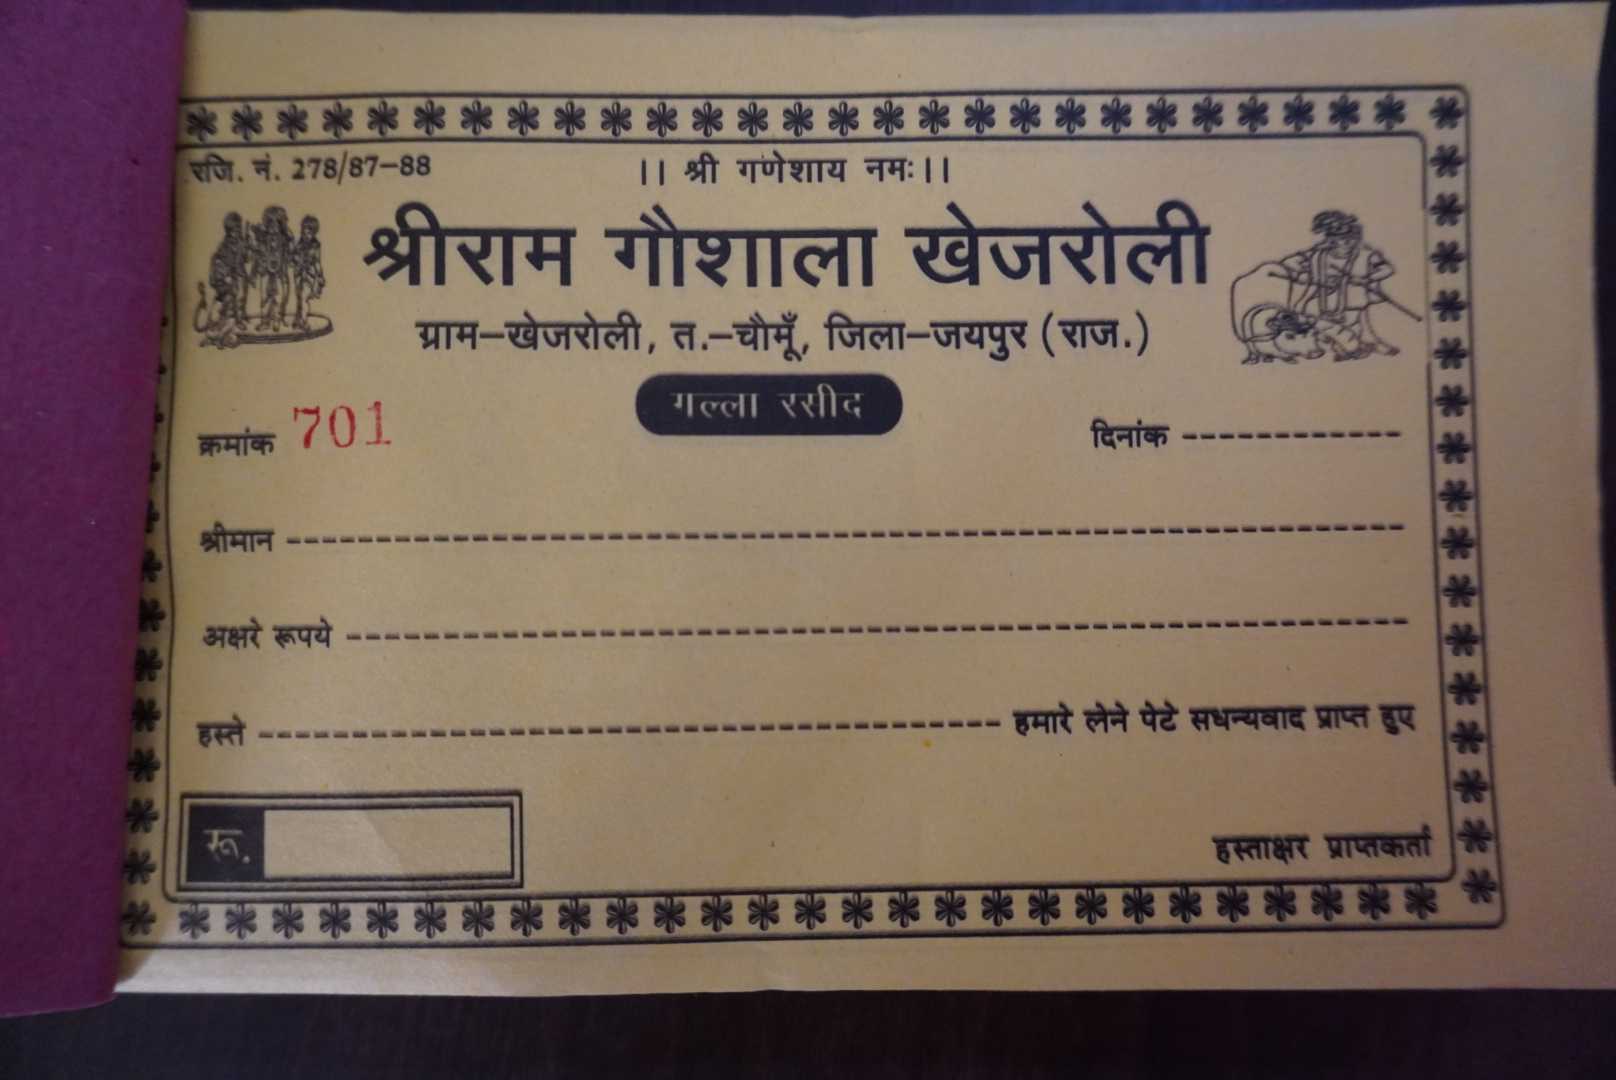 रजि. नं. 278/87-88
।। श्री गणेशाय नमः।।
श्रीराम गौशाला खेजरोली
ग्राम-खेजरोली, त.-चौमूँ, जिला-जयपुर (राज.)
गल्ला रसीद
क्रमांक 701
दिनांक ------------
श्रीमान ------------------------------------------------------------
अक्षरे रूपये ---------------------------------------------------------
हस्ते ---------------------------------------- हमारे लेने पेटे सधन्यवाद प्राप्त हुए
रू.
हस्ताक्षर प्राप्तकर्ता